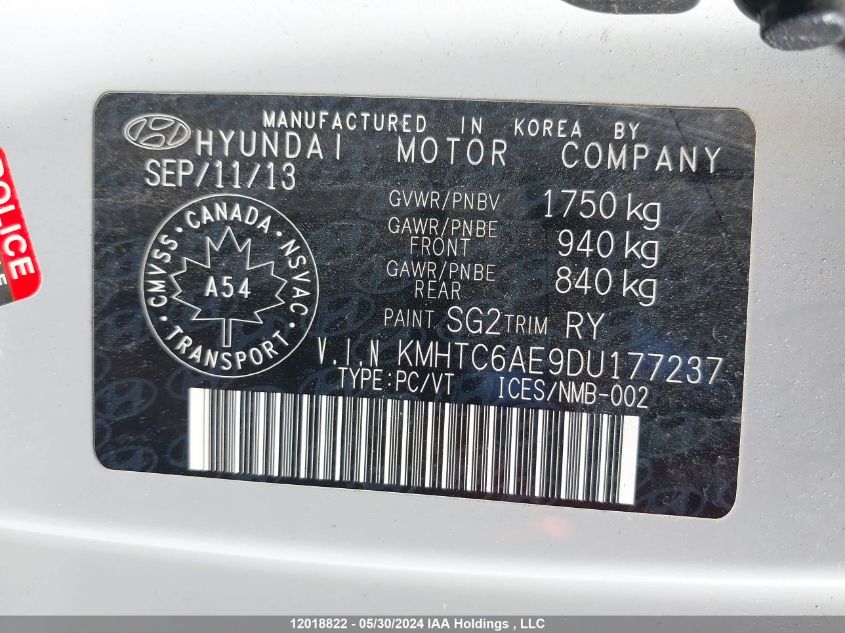 MANUFACTURED IN KOREA BY
HYUNDAI MOTOR COMPANY
SEP/11/13
GVWR/PNBV 1750 kg
GAWR/PNBE FRONT 940 kg
GAWR/PNBE REAR 840 kg
PAINT SG2 TRIM RY
V.I.N KMHTC6AE9DU177237
TYPE:PC/VT ICES/NMB-002
CMVSS · CANADA · NSVAC · TRANSPORT ·
A54
POLICE
12018822 - 05/30/2024 IAA Holdings , LLC